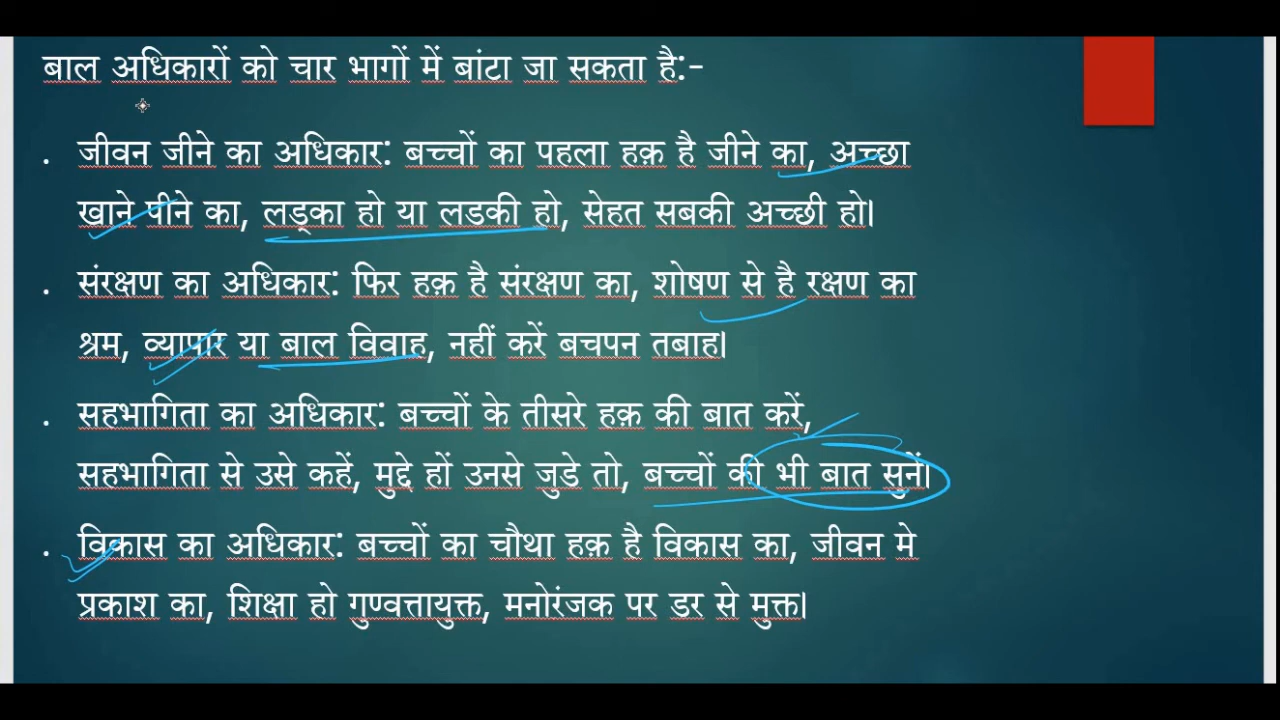 बाल अधिकारों को चार भागों में बांटा जा सकता है:-
. जीवन जीने का अधिकार: बच्चों का पहला हक़ है जीने का, अच्छा
खाने पीने का, लड़्का हो या लडकी हो, सेहत सबकी अच्छी हो।
. संरक्षण का अधिकार: फिर हक़ है संरक्षण का, शोषण से है रक्षण का
श्रम, व्यापार या बाल विवाह, नहीं करें बचपन तबाह।
. सहभागिता का अधिकार: बच्चों के तीसरे हक़ की बात करें,
सहभागिता से उसे कहें, मुद्दे हों उनसे जुडे तो, बच्चों की भी बात सुनें।
. विकास का अधिकार: बच्चों का चौथा हक़ है विकास का, जीवन मे
प्रकाश का, शिक्षा हो गुण्वत्तायुक्त, मनोरंजक पर डर से मुक्त।